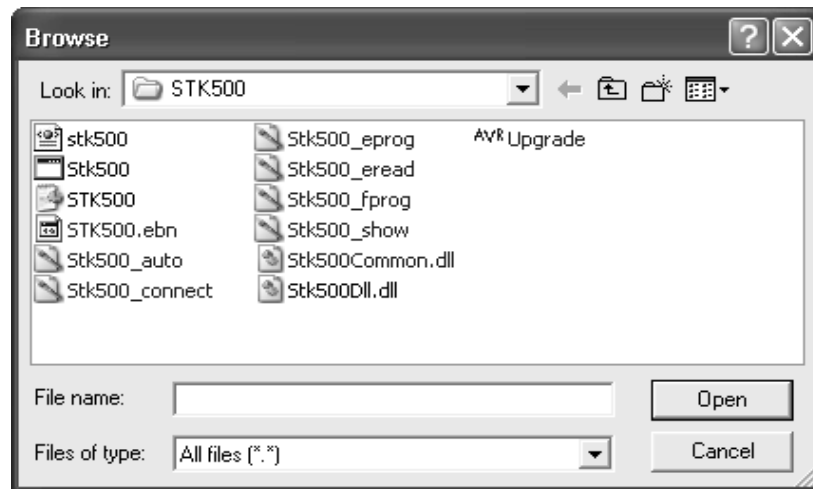 Browse
Look in: STK500
stk500
Stk500
STK500
STK500.ebn
Stk500_auto
Stk500_connect
Stk500_eprog
Stk500_eread
Stk500_fprog
Stk500_show
Stk500Common.dll
Stk500Dll.dll
AVR Upgrade
File name:
Open
Files of type: All files (*.*)
Cancel